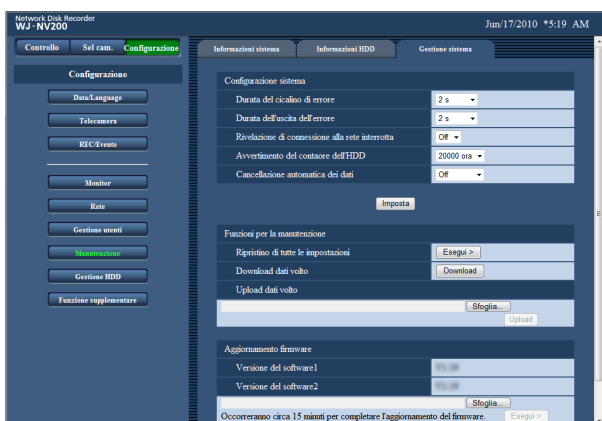 Network Disk Recorder
WJ-NV200
Jun/17/2010 *5:19 AM
Controllo Sel cam. Configurazione
Informazioni sistema Informazioni HDD Gestione sistema
Configurazione
Data/Language
Telecamera
REC/Evento
Monitor
Rete
Gestione utenti
Manutenzione
Gestione HDD
Funzione supplementare
Configurazione sistema
Durata del cicalino di errore 2 s
Durata dell'uscita dell'errore 2 s
Rivelazione di connessione alla rete interrotta Off
Avvertimento del contaore dell'HDD 20000 ora
Cancellazione automatica dei dati Off
Imposta
Funzioni per la manutenzione
Ripristino di tutte le impostazioni Esegui >
Download dati volto Download
Upload dati volto
Sfoglia...
Upload
Aggiornamento firmware
Versione del software1
Versione del software2
Sfoglia...
Occorreranno circa 15 minuti per completare l'aggiornamento del firmware. Esegui >